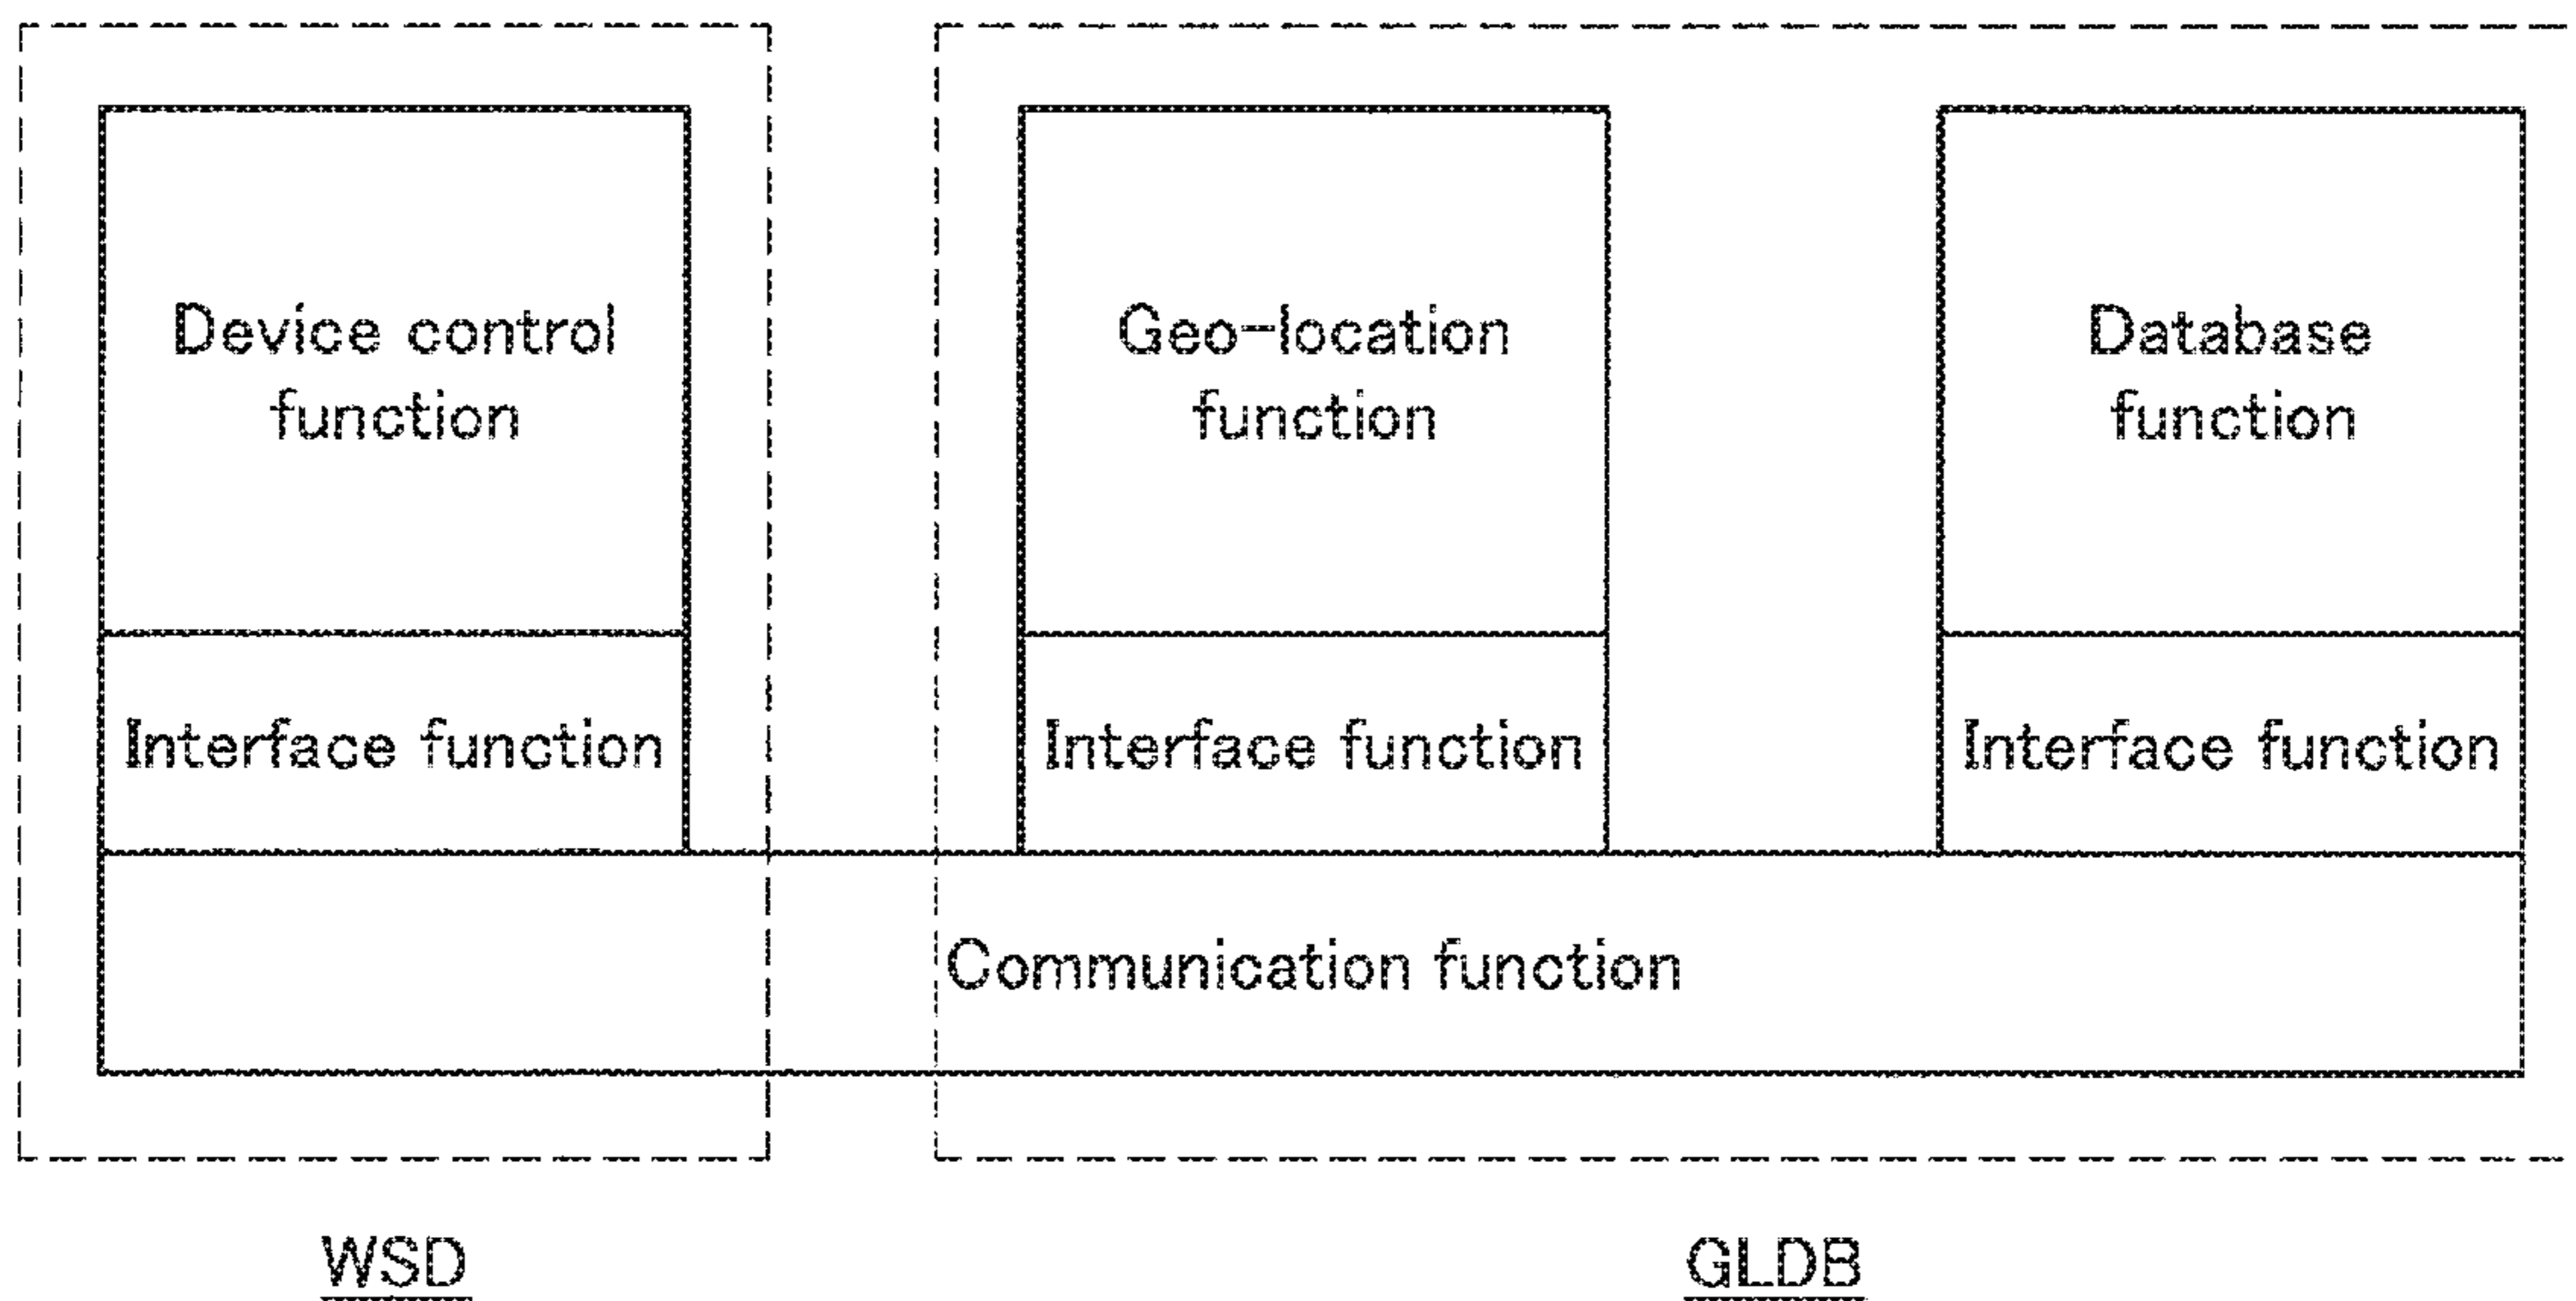 Device control
function
Geo-location
function
Database
function
Interface function
Interface function
Interface function
Communication function
WSD
GLDB